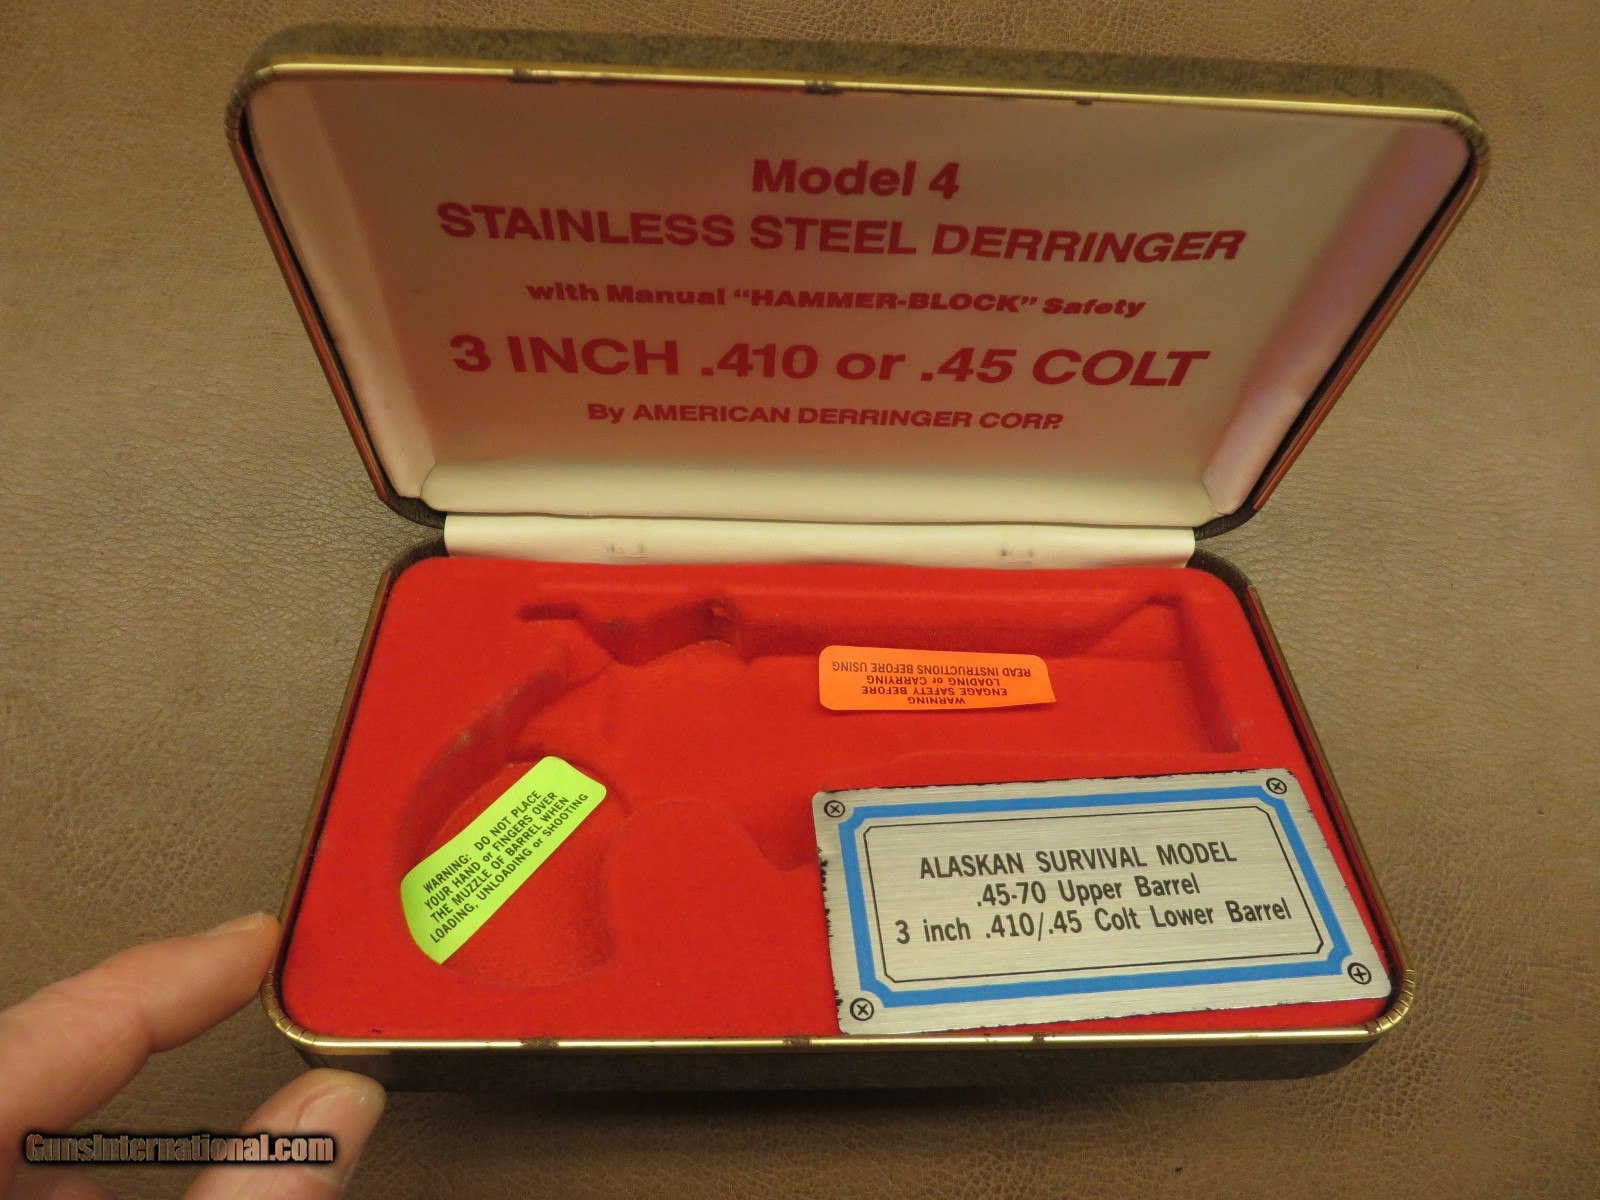 Model 4
STAINLESS STEEL DERRINGER
with Manual "HAMMER-BLOCK" Safety
3 INCH .410 or .45 COLT
By AMERICAN DERRINGER CORP.
WARNING
ENGAGE SAFETY BEFORE
LOADING or CARRYING
READ INSTRUCTIONS BEFORE USING
WARNING: DO NOT PLACE
YOUR HAND or FINGERS OVER
THE MUZZLE OF BARREL WHEN
LOADING, UNLOADING or SHOOTING
ALASKAN SURVIVAL MODEL
.45-70 Upper Barrel
3 inch .410/.45 Colt Lower Barrel
GunsInternational.com